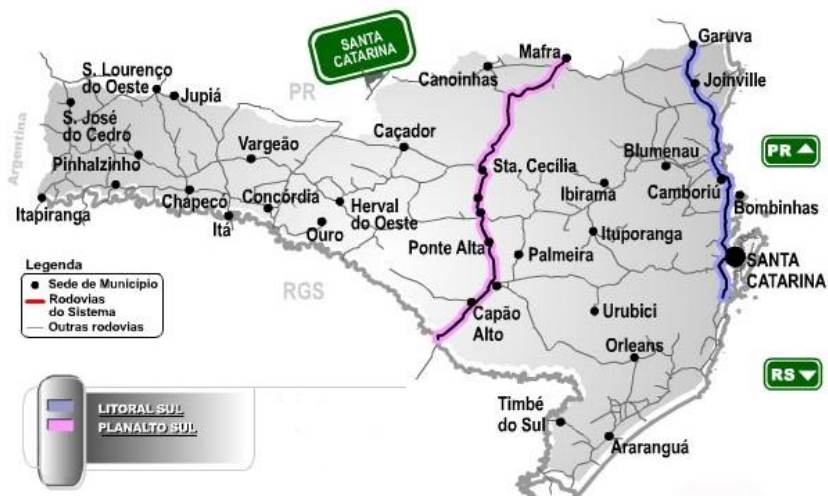 SANTA
CATARINA
Mafra
Garuva
Canoinhas
Joinville
S. Lourenço
do Oeste
Jupiá
PR
S. José
do Cedro
Argentina
Caçador
Vargeão
Blumenau
PR
Pinhalzinho
Sta. Cecília
Ibirama
Camboriú
Itapiranga
Chapecó
Concórdia
Herval
do Oeste
Bombinhas
Itá
Ouro
Ituporanga
Ponte Alta
Palmeira
SANTA
CATARINA
Legenda
Sede de Município
Rodovias
do Sistema
Outras rodovias
RGS
Capão
Alto
Urubici
Orleans
RS
LITORAL SUL
PLANALTO SUL
Timbé
do Sul
Araranguá